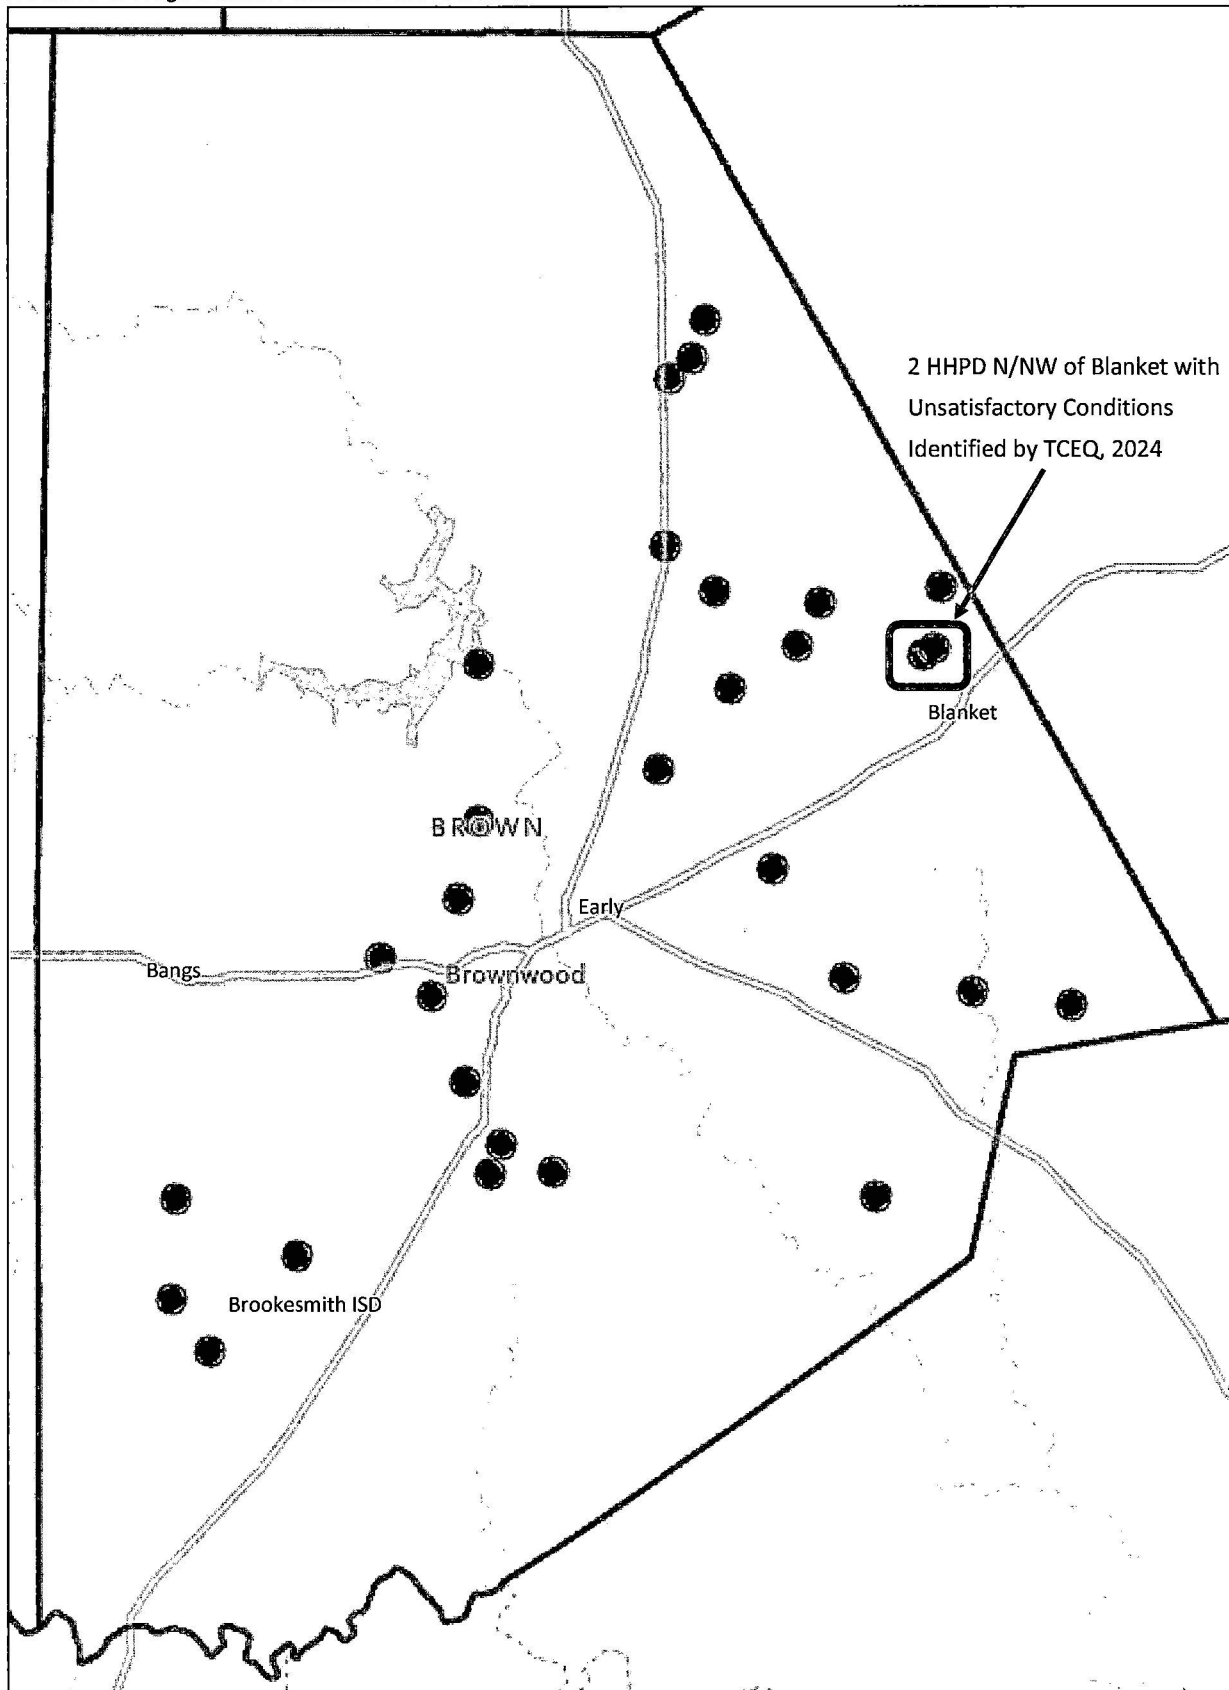 2 HHPD N/NW of Blanket with
Unsatisfactory Conditions
Identified by TCEQ, 2024
Blanket
BROWN
Early
Bangs
Brownwood
Brookesmith ISD